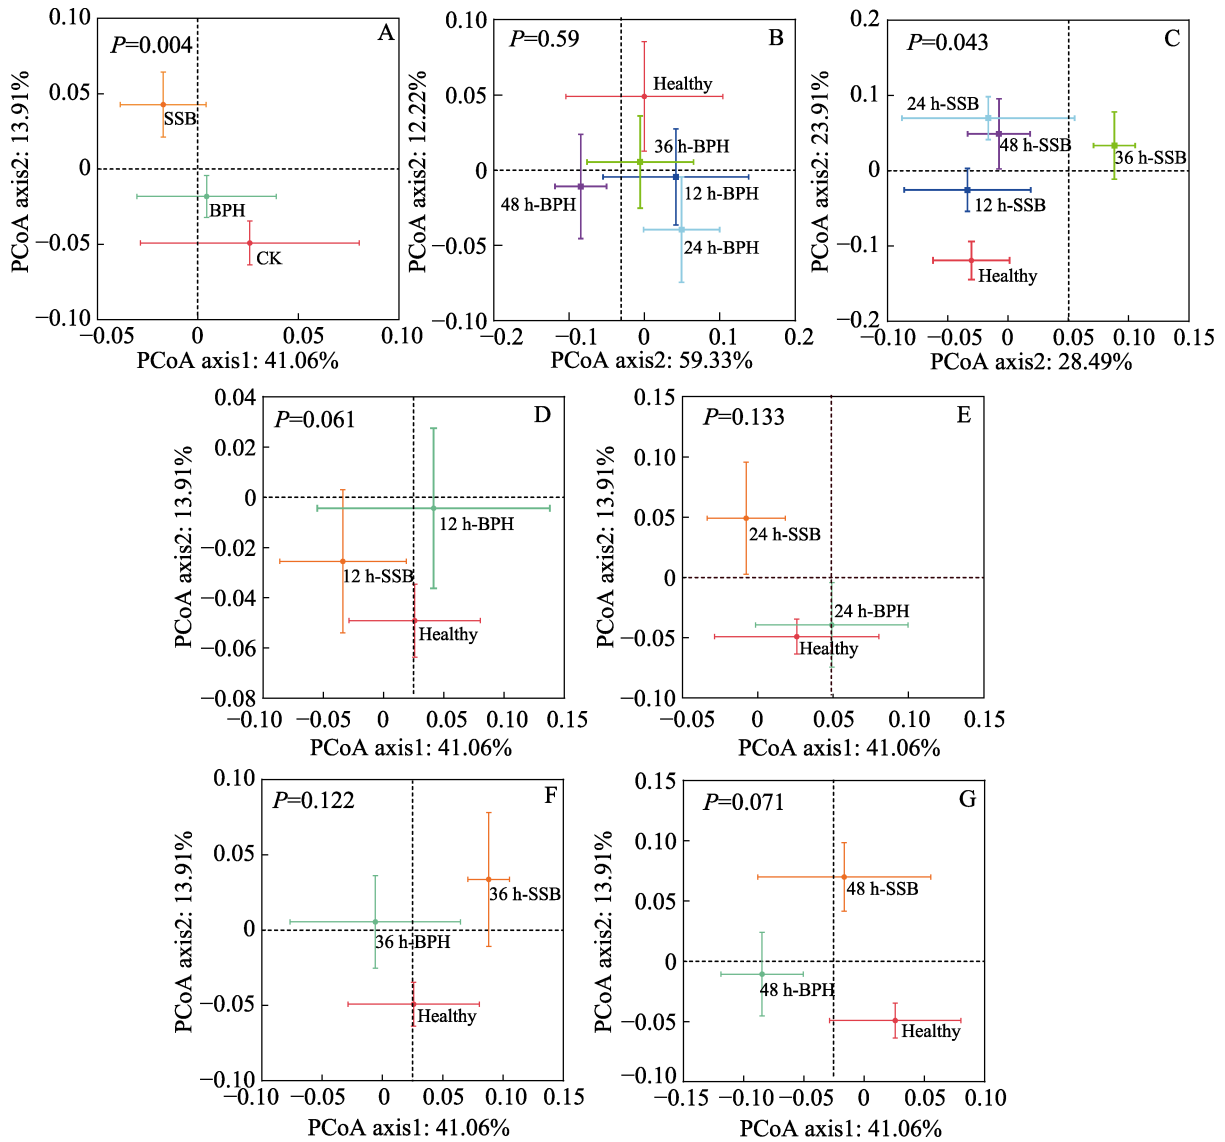 P=0.004
A
SSB
BPH
CK
0.10
0.05
0
−0.05
−0.10
−0.05
0
0.05
0.10
PCoA axis2: 13.91%
PCoA axis1: 41.06%
P=0.59
B
Healthy
36 h-BPH
12 h-BPH
48 h-BPH
24 h-BPH
0.10
0.05
0
−0.05
−0.10
−0.2
−0.1
0
0.1
0.2
PCoA axis2: 12.22%
PCoA axis2: 59.33%
P=0.043
C
24 h-SSB
48 h-SSB
36 h-SSB
12 h-SSB
Healthy
0.2
0.1
0
−0.1
−0.2
−0.10
−0.05
0
0.05
0.10
0.15
PCoA axis2: 23.91%
PCoA axis2: 28.49%
P=0.061
D
12 h-BPH
12 h-SSB
Healthy
0.04
0.02
0
−0.02
−0.04
−0.06
−0.08
−0.10
−0.05
0
0.05
0.10
0.15
PCoA axis2: 13.91%
PCoA axis1: 41.06%
P=0.133
E
24 h-SSB
24 h-BPH
Healthy
0.15
0.10
0.05
0
−0.05
−0.10
−0.05
0
0.05
0.10
0.15
PCoA axis2: 13.91%
PCoA axis1: 41.06%
P=0.122
F
36 h-SSB
36 h-BPH
Healthy
0.10
0.05
0
−0.05
−0.10
−0.10
−0.05
0
0.05
0.10
0.15
PCoA axis2: 13.91%
PCoA axis1: 41.06%
P=0.071
G
48 h-SSB
48 h-BPH
Healthy
0.15
0.10
0.05
0
−0.05
−0.10
−0.15
−0.10
−0.05
0
0.05
0.10
PCoA axis2: 13.91%
PCoA axis1: 41.06%